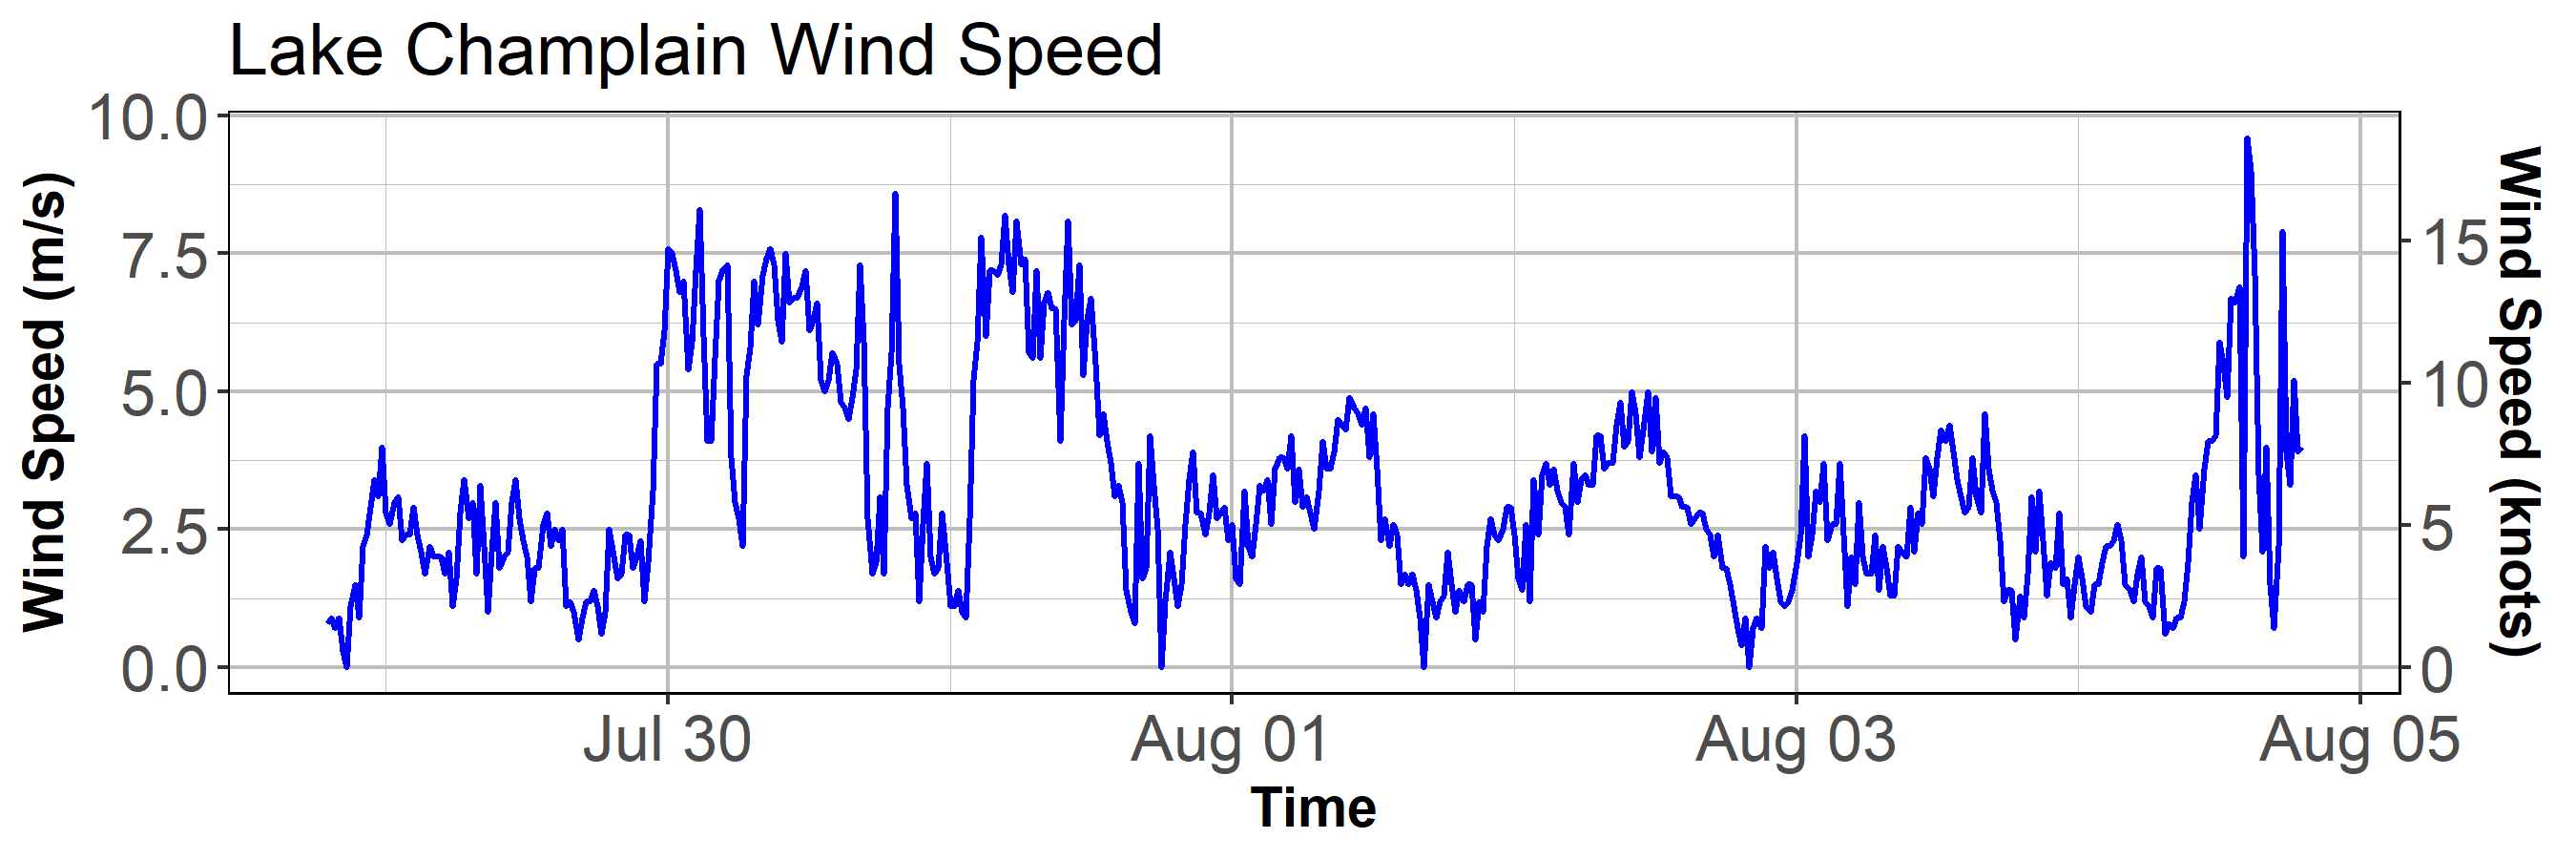 Lake Champlain Wind Speed
Wind Speed (m/s)
10.0
7.5
5.0
2.5
0.0
Wind Speed (knots)
15
10
5
0
Jul 30
Aug 01
Aug 03
Aug 05
Time